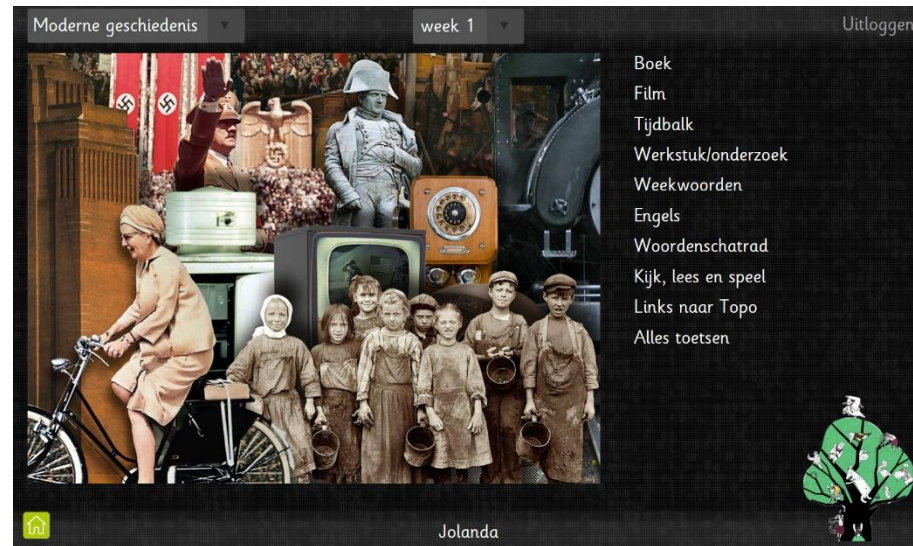 Moderne geschiedenis
week 1
Uitloggen
Boek
Film
Tijdbalk
Werkstuk/onderzoek
Weekwoorden
Engels
Woordenschatrad
Kijk, lees en speel
Links naar Topo
Alles toetsen
Jolanda